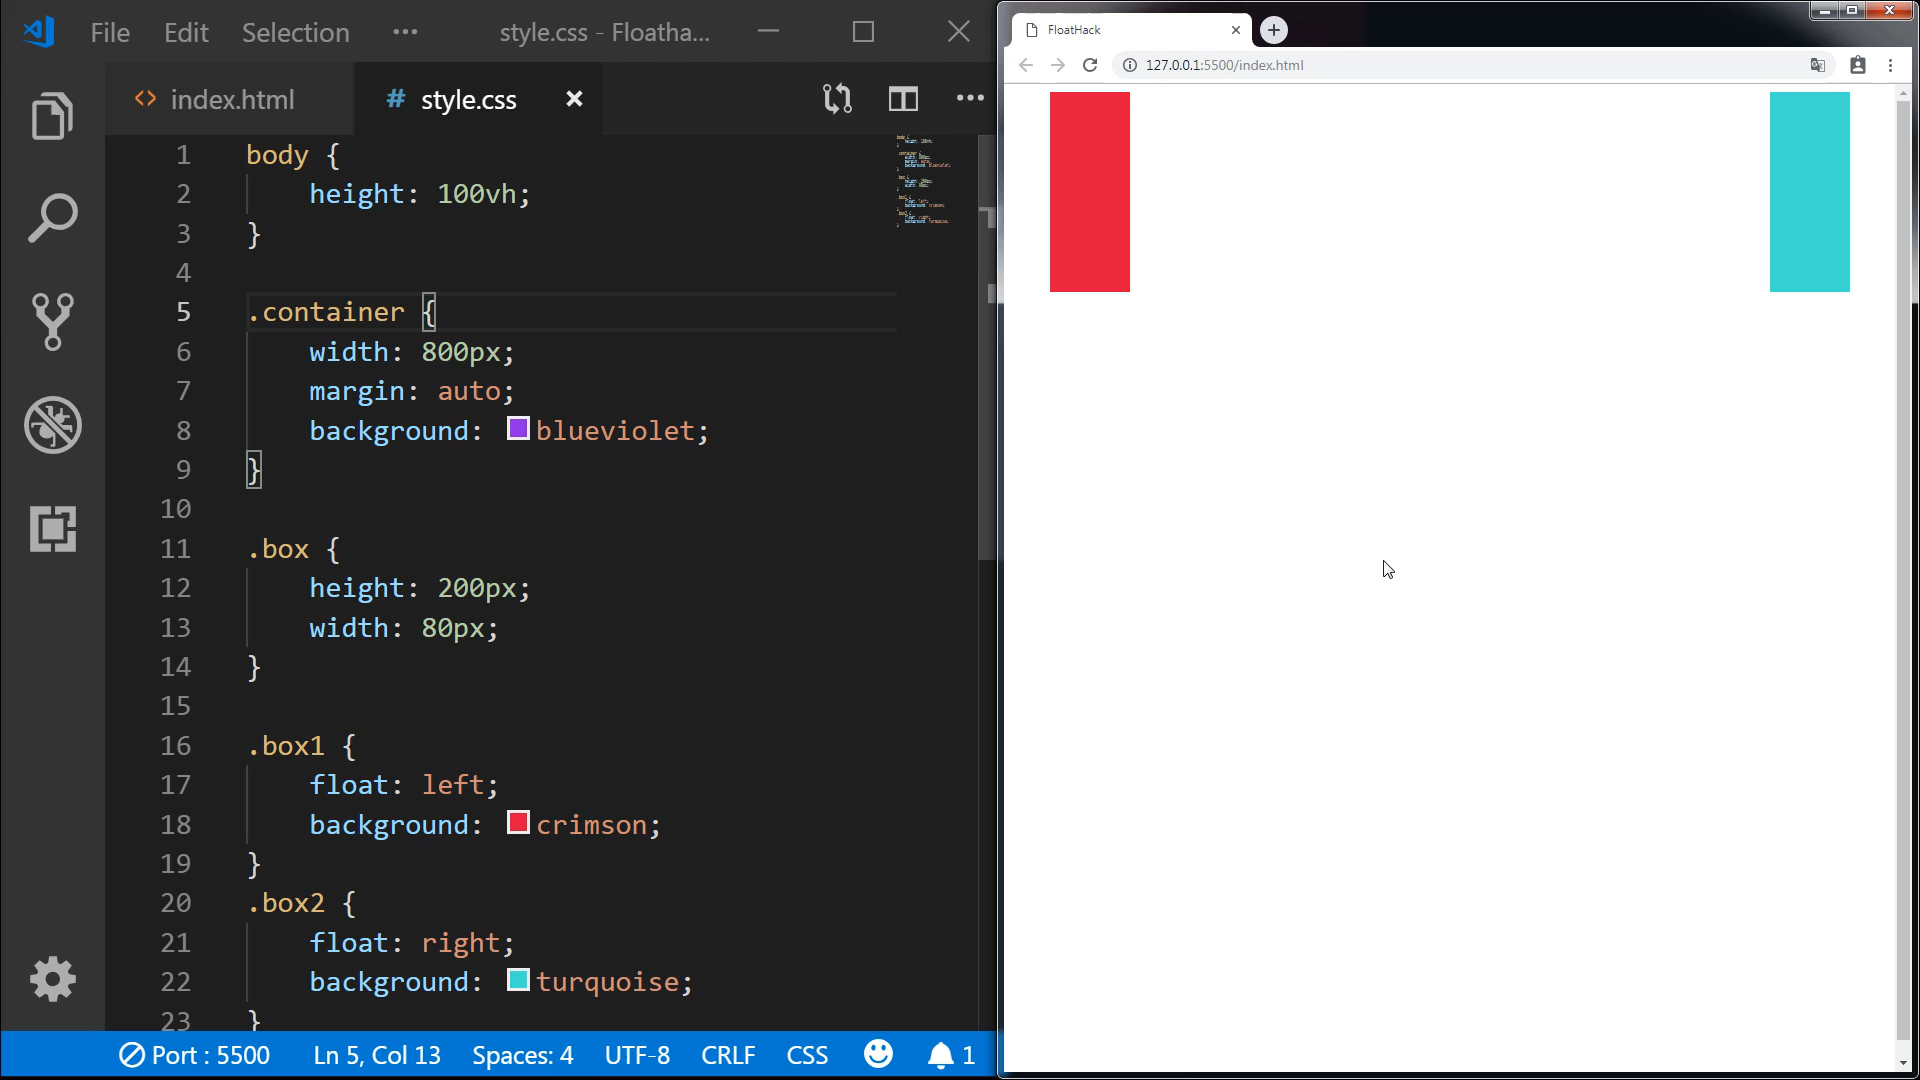 File Edit Selection ··· style.css - Floatha...
index.html # style.css
1 body {
2 height: 100vh;
3 }
4
5 .container {
6 width: 800px;
7 margin: auto;
8 background: blueviolet;
9 }
10
11 .box {
12 height: 200px;
13 width: 80px;
14 }
15
16 .box1 {
17 float: left;
18 background: crimson;
19 }
20 .box2 {
21 float: right;
22 background: turquoise;
23 }
Port : 5500 Ln 5, Col 13 Spaces: 4 UTF-8 CRLF CSS 1
FloatHack
127.0.0.1:5500/index.html